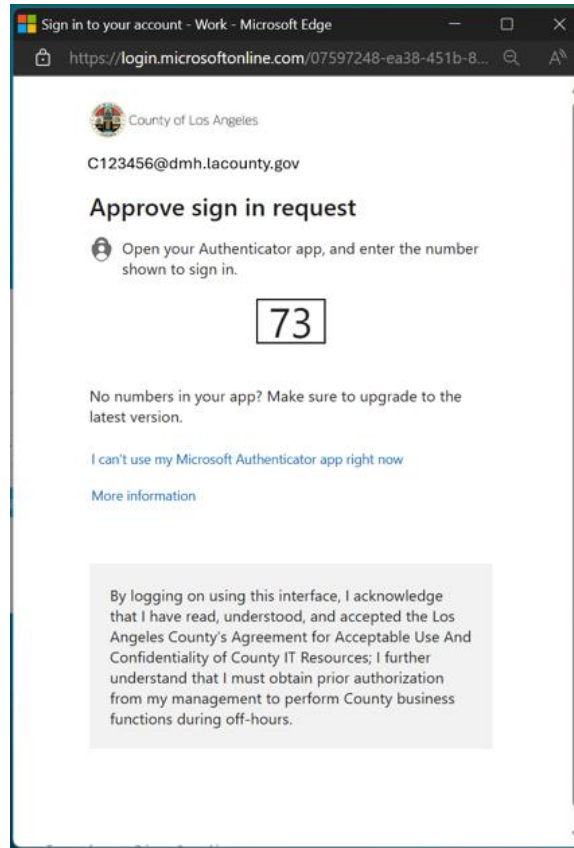 Sign in to your account - Work - Microsoft Edge
https://login.microsoftonline.com/07597248-ea38-451b-8...
County of Los Angeles
C123456@dmh.lacounty.gov
Approve sign in request
Open your Authenticator app, and enter the number
shown to sign in.
73
No numbers in your app? Make sure to upgrade to the
latest version.
I can't use my Microsoft Authenticator app right now
More information
By logging on using this interface, I acknowledge
that I have read, understood, and accepted the Los
Angeles County's Agreement for Acceptable Use And
Confidentiality of County IT Resources; I further
understand that I must obtain prior authorization
from my management to perform County business
functions during off-hours.